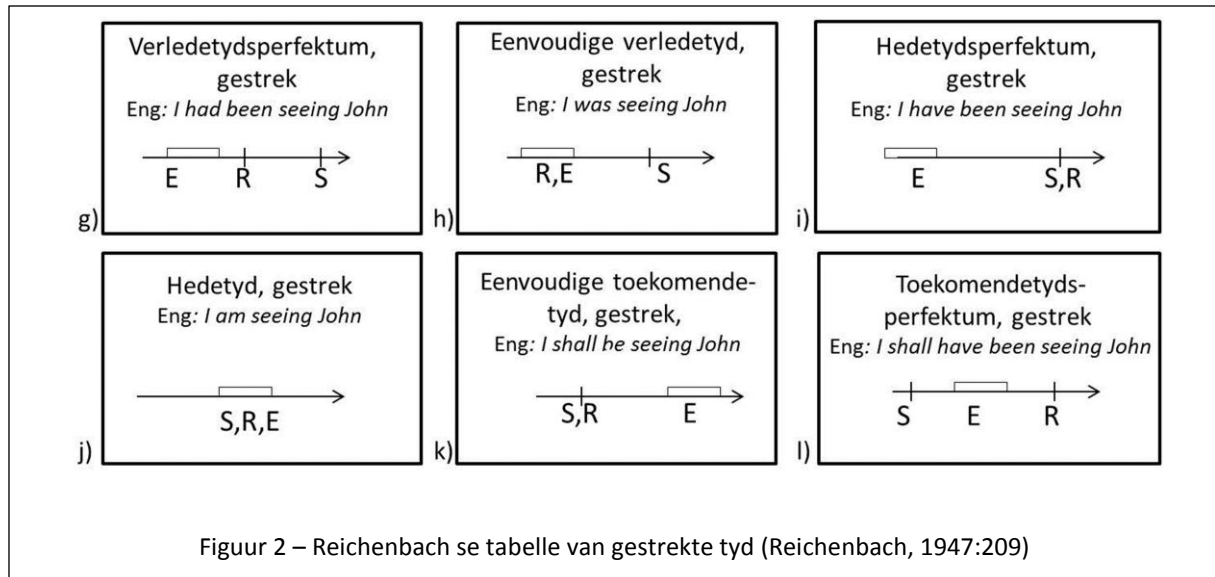 Verledetydsperfektum,
gestrek
Eng: I had been seeing John
E R S
g)
Eenvoudige verledetyd,
gestrek
Eng: I was seeing John
R,E S
h)
Hedetydsperfektum,
gestrek
Eng: I have been seeing John
E S,R
i)
Hedetyd, gestrek
Eng: I am seeing John
S,R,E
j)
Eenvoudige toekomende-
tyd, gestrek,
Eng: I shall be seeing John
S,R E
k)
Toekomendetyds-
perfektum, gestrek
Eng: I shall have been seeing John
S E R
l)
Figuur 2 – Reichenbach se tabelle van gestrekte tyd (Reichenbach, 1947:209)